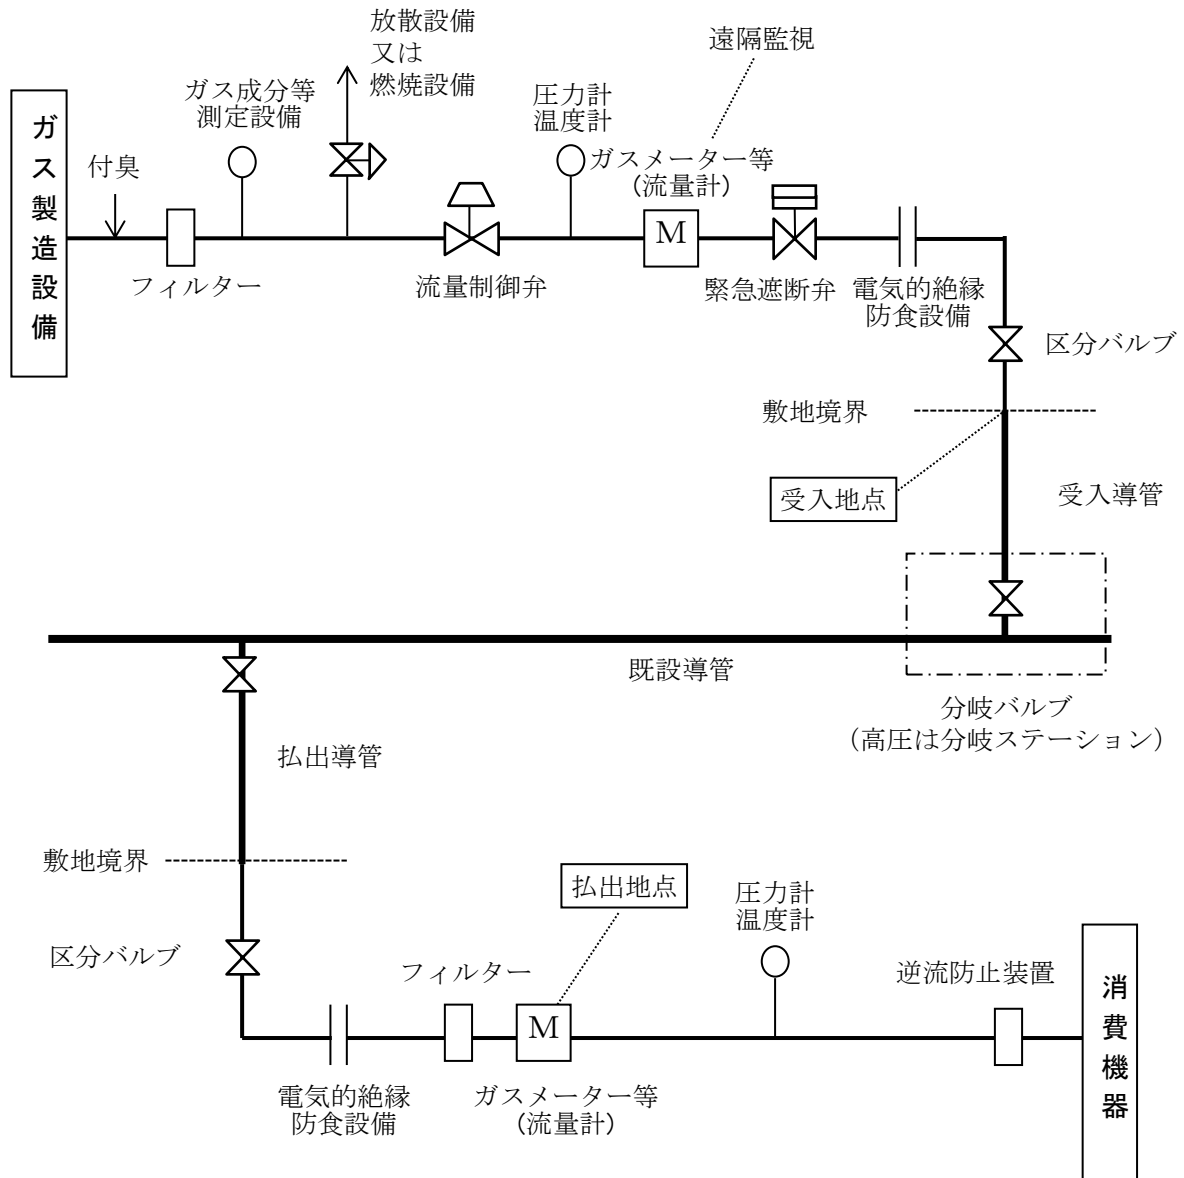 放散設備
又は
燃焼設備
遠隔監視
ガス成分等
測定設備
圧力計
温度計
ガス製造設備
付臭
ガスメーター等
(流量計)
M
フィルター
流量制御弁
緊急遮断弁
電気的絶縁
防食設備
区分バルブ
敷地境界
受入地点
受入導管
既設導管
分岐バルブ
(高圧は分岐ステーション)
払出導管
敷地境界
払出地点
圧力計
温度計
区分バルブ
フィルター
逆流防止装置
消費機器
M
電気的絶縁
防食設備
ガスメーター等
(流量計)